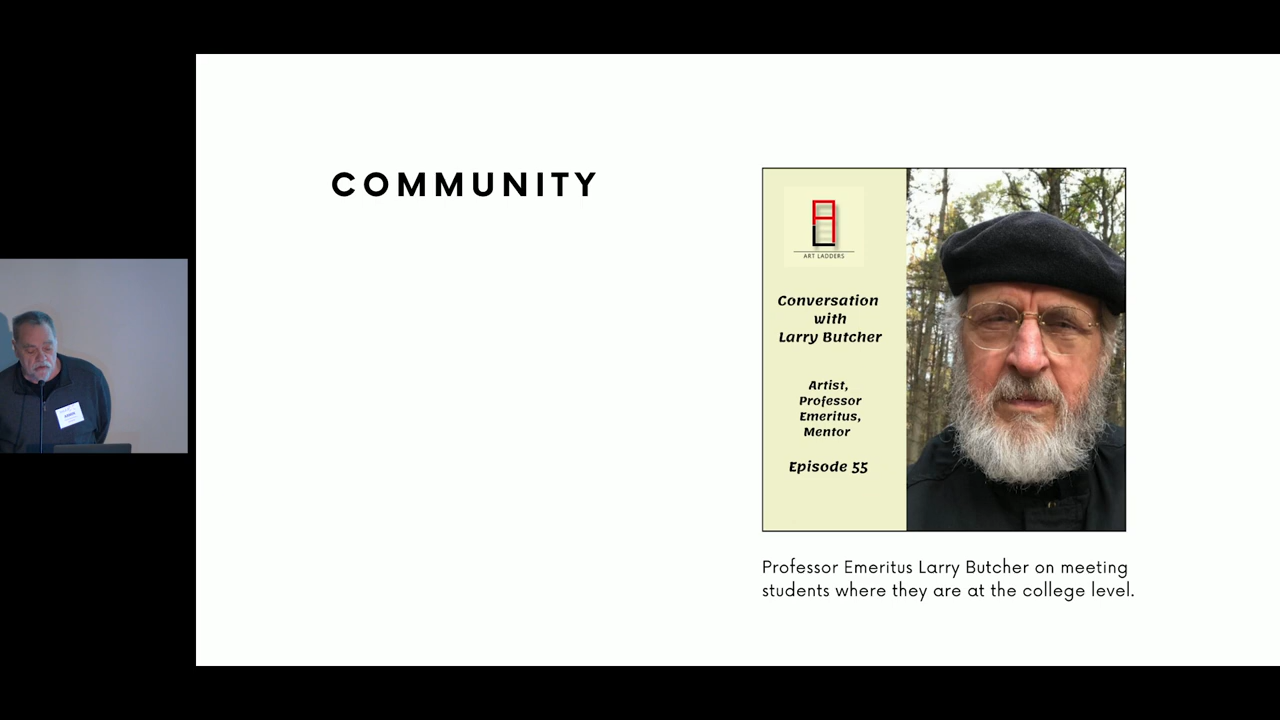 COMMUNITY
ART LADDERS
Conversation
with
Larry Butcher
Artist,
Professor
Emeritus,
Mentor
Episode 55
Professor Emeritus Larry Butcher on meeting
students where they are at the college level.